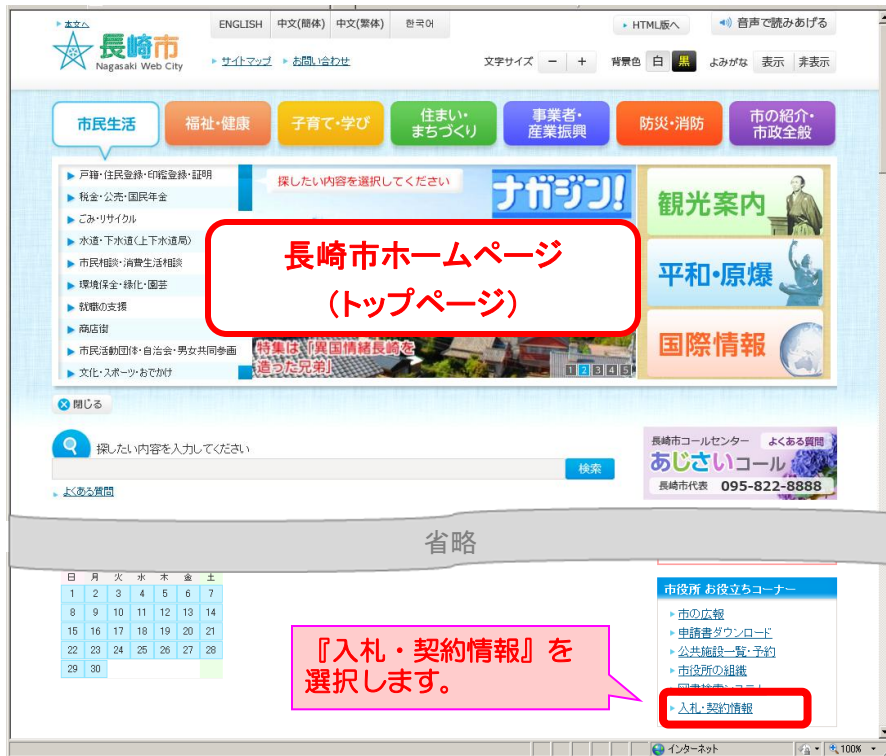 本文へ
ENGLISH 中文(簡体) 中文(繁体) 한국어
HTML版へ 音声で読みあげる
長崎市
Nagasaki Web City
サイトマップ お問い合わせ
文字サイズ － ＋ 背景色 白 黒 よみがな 表示 非表示
市民生活 福祉・健康 子育て・学び 住まい・まちづくり 事業者・産業振興 防災・消防 市の紹介・市政全般
戸籍・住民登録・印鑑登録・証明
税金・公売・国民年金
ごみ・リサイクル
水道・下水道(上下水道局)
市民相談・消費生活相談
環境保全・緑化・園芸
就職の支援
商店街
市民活動団体・自治会・男女共同参画
文化・スポーツ・おでかけ
探したい内容を選択してください
ナガジン!
長崎市ホームページ
(トップページ)
特集は「異国情緒長崎を
造った兄弟」
1 2 3 4 5
観光案内
平和・原爆
国際情報
閉じる
探したい内容を入力してください
検索
よくある質問
長崎市コールセンター よくある質問
あじさいコール
長崎市代表 095-822-8888
省略
日 月 火 水 木 金 土
1 2 3 4 5 6 7
8 9 10 11 12 13 14
15 16 17 18 19 20 21
22 23 24 25 26 27 28
29 30
『入札・契約情報』を
選択します。
市役所 お役立ちコーナー
市の広報
申請書ダウンロード
公共施設一覧・予約
市役所の組織
入札・契約情報
インターネット
100%